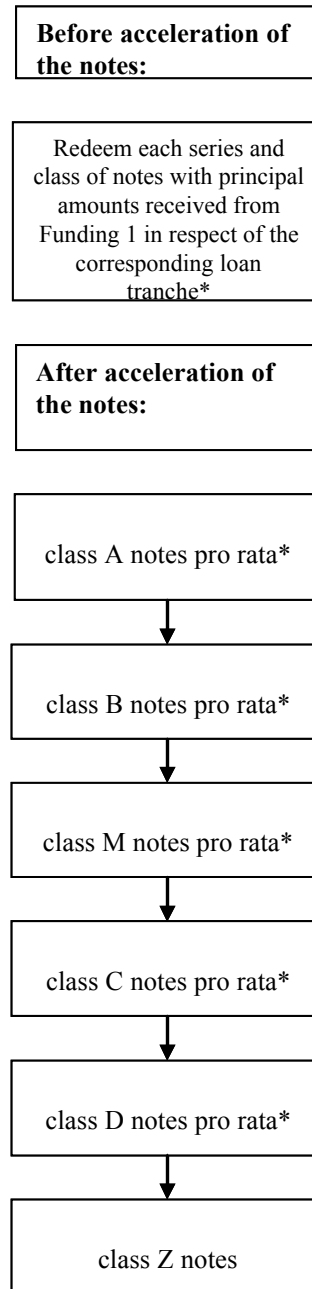 Before acceleration of
the notes:
Redeem each series and
class of notes with principal
amounts received from
Funding 1 in respect of the
corresponding loan
tranche*
After acceleration of
the notes:
class A notes pro rata*
class B notes pro rata*
class M notes pro rata*
class C notes pro rata*
class D notes pro rata*
class Z notes